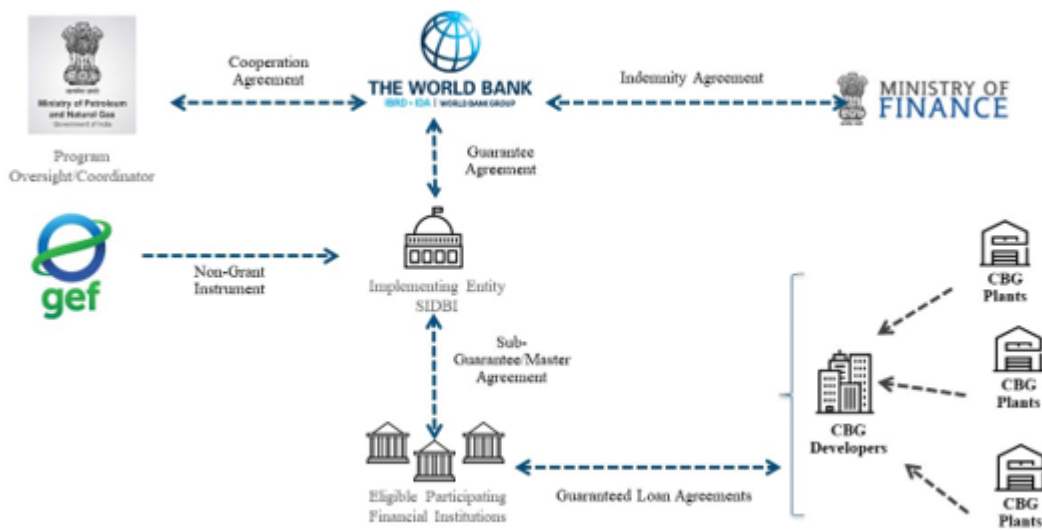 Ministry of Petroleum
and Natural Gas
Government of India
Program
Oversight/Coordinator
Cooperation
Agreement
THE WORLD BANK
IBRD • IDA | WORLD BANK GROUP
Indemnity Agreement
MINISTRY OF
FINANCE
Guarantee
Agreement
gef
Non-Grant
Instrument
Implementing Entity
SIDBI
Sub-
Guarantee/Master
Agreement
Eligible Participating
Financial Institutions
Guaranteed Loan Agreements
CBG
Developers
CBG
Plants
CBG
Plants
CBG
Plants